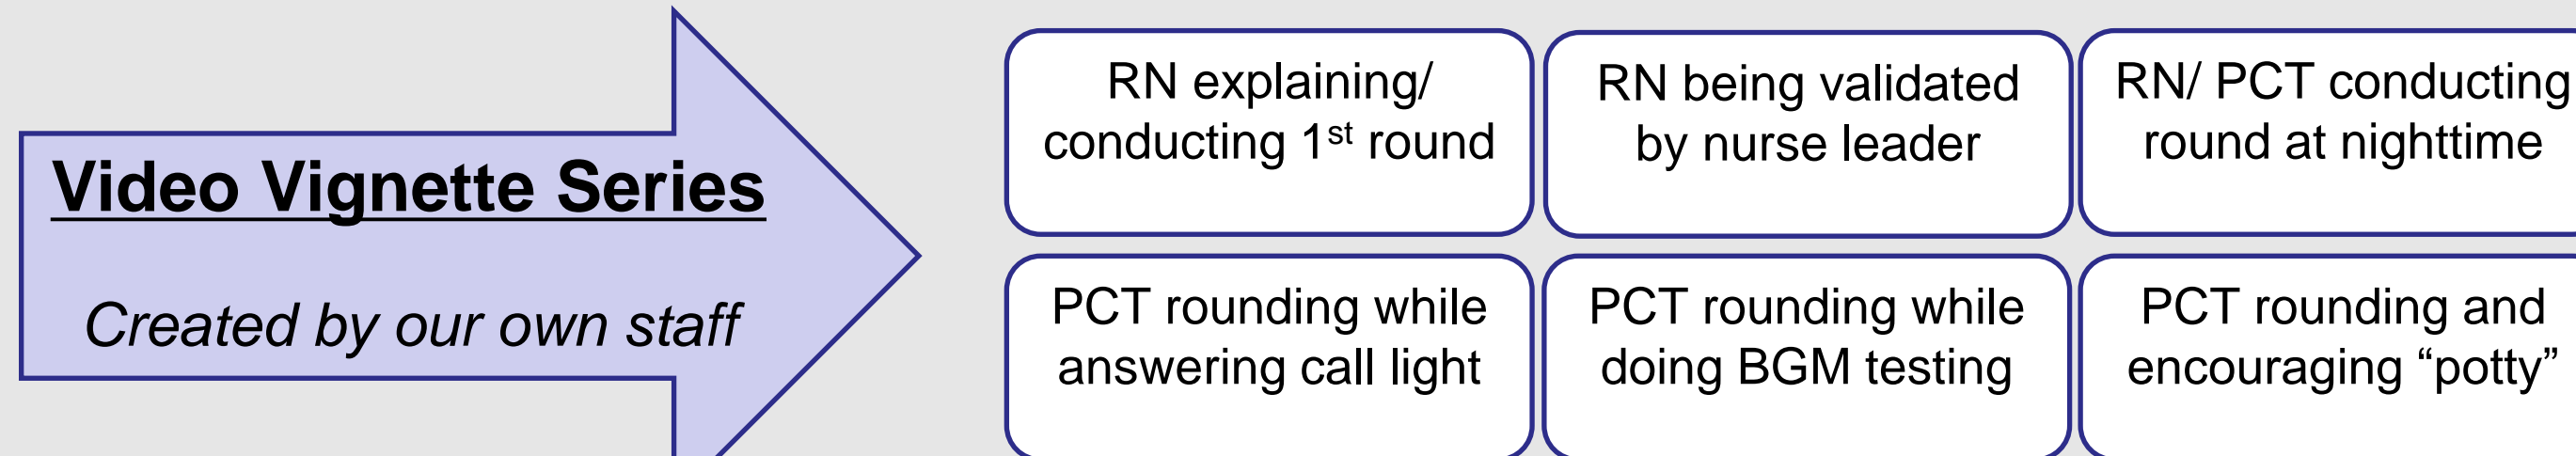 Video Vignette Series
Created by our own staff
RN explaining/
conducting 1st round
RN being validated
by nurse leader
RN/ PCT conducting
round at nighttime
PCT rounding while
answering call light
PCT rounding while
doing BGM testing
PCT rounding and
encouraging “potty”